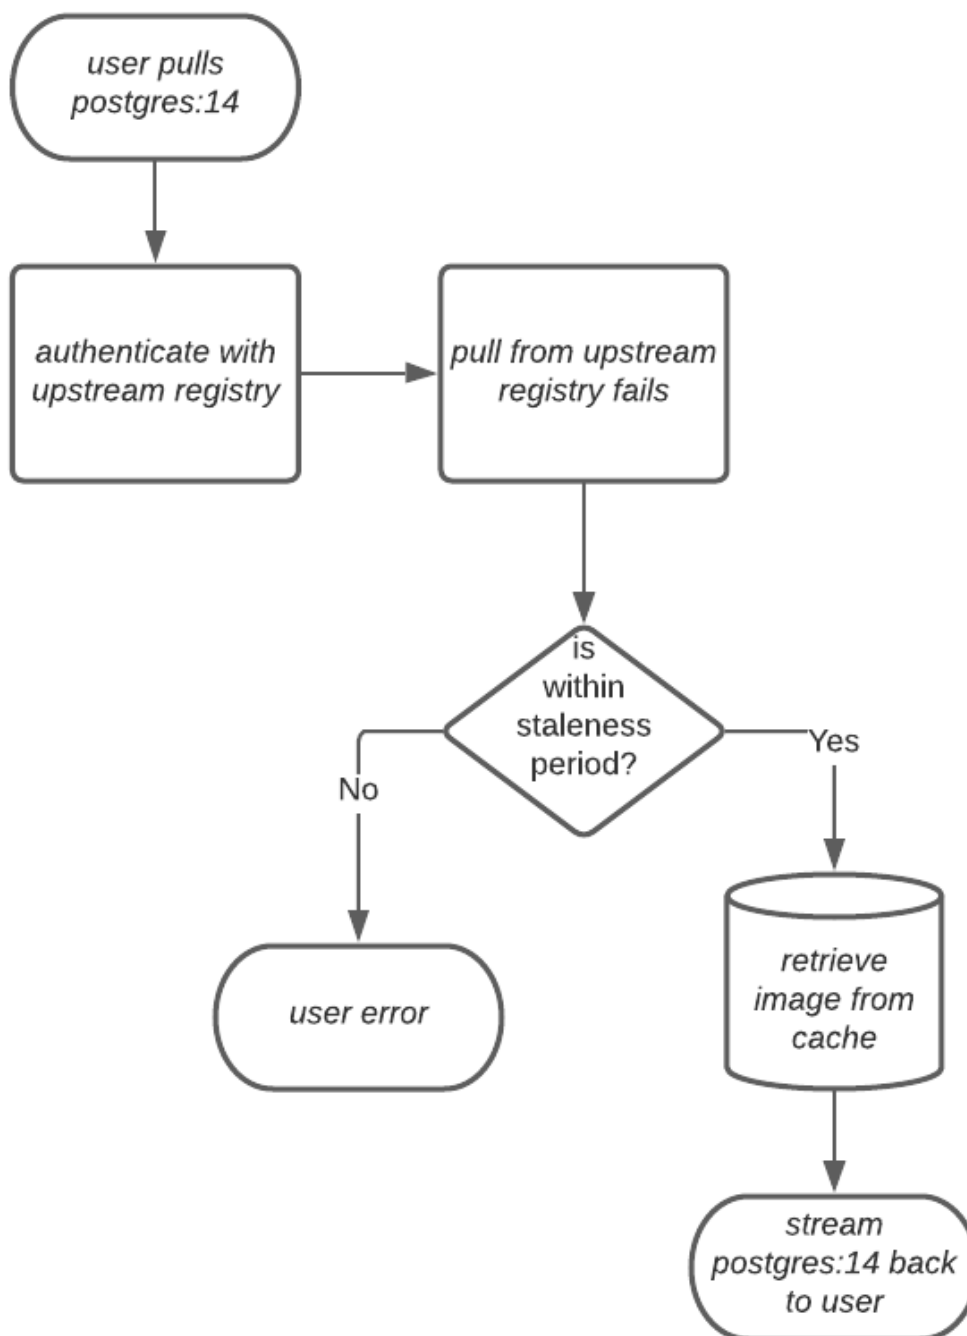 user pulls
postgres:14
authenticate with
upstream registry
pull from upstream
registry fails
is
within
staleness
period?
No
Yes
user error
retrieve
image from
cache
stream
postgres:14 back
to user